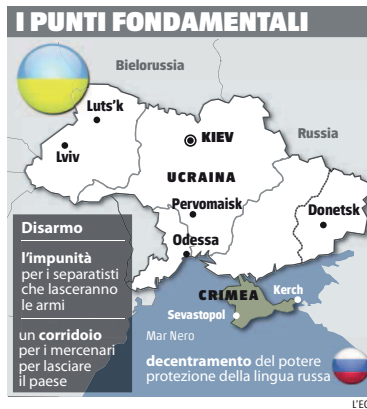 I PUNTI FONDAMENTALI
Bielorussia
Luts'k
KIEV
Russia
Lviv
UCRAINA
Pervomaisk
Donetsk
Disarmo
Odessa
l'impunità
per i separatisti
che lasceranno
le armi
CRIMEA
Kerch
Sevastopol
un corridoio
per i mercenari
per lasciare
il paese
Mar Nero
decentramento del potere
protezione della lingua russa